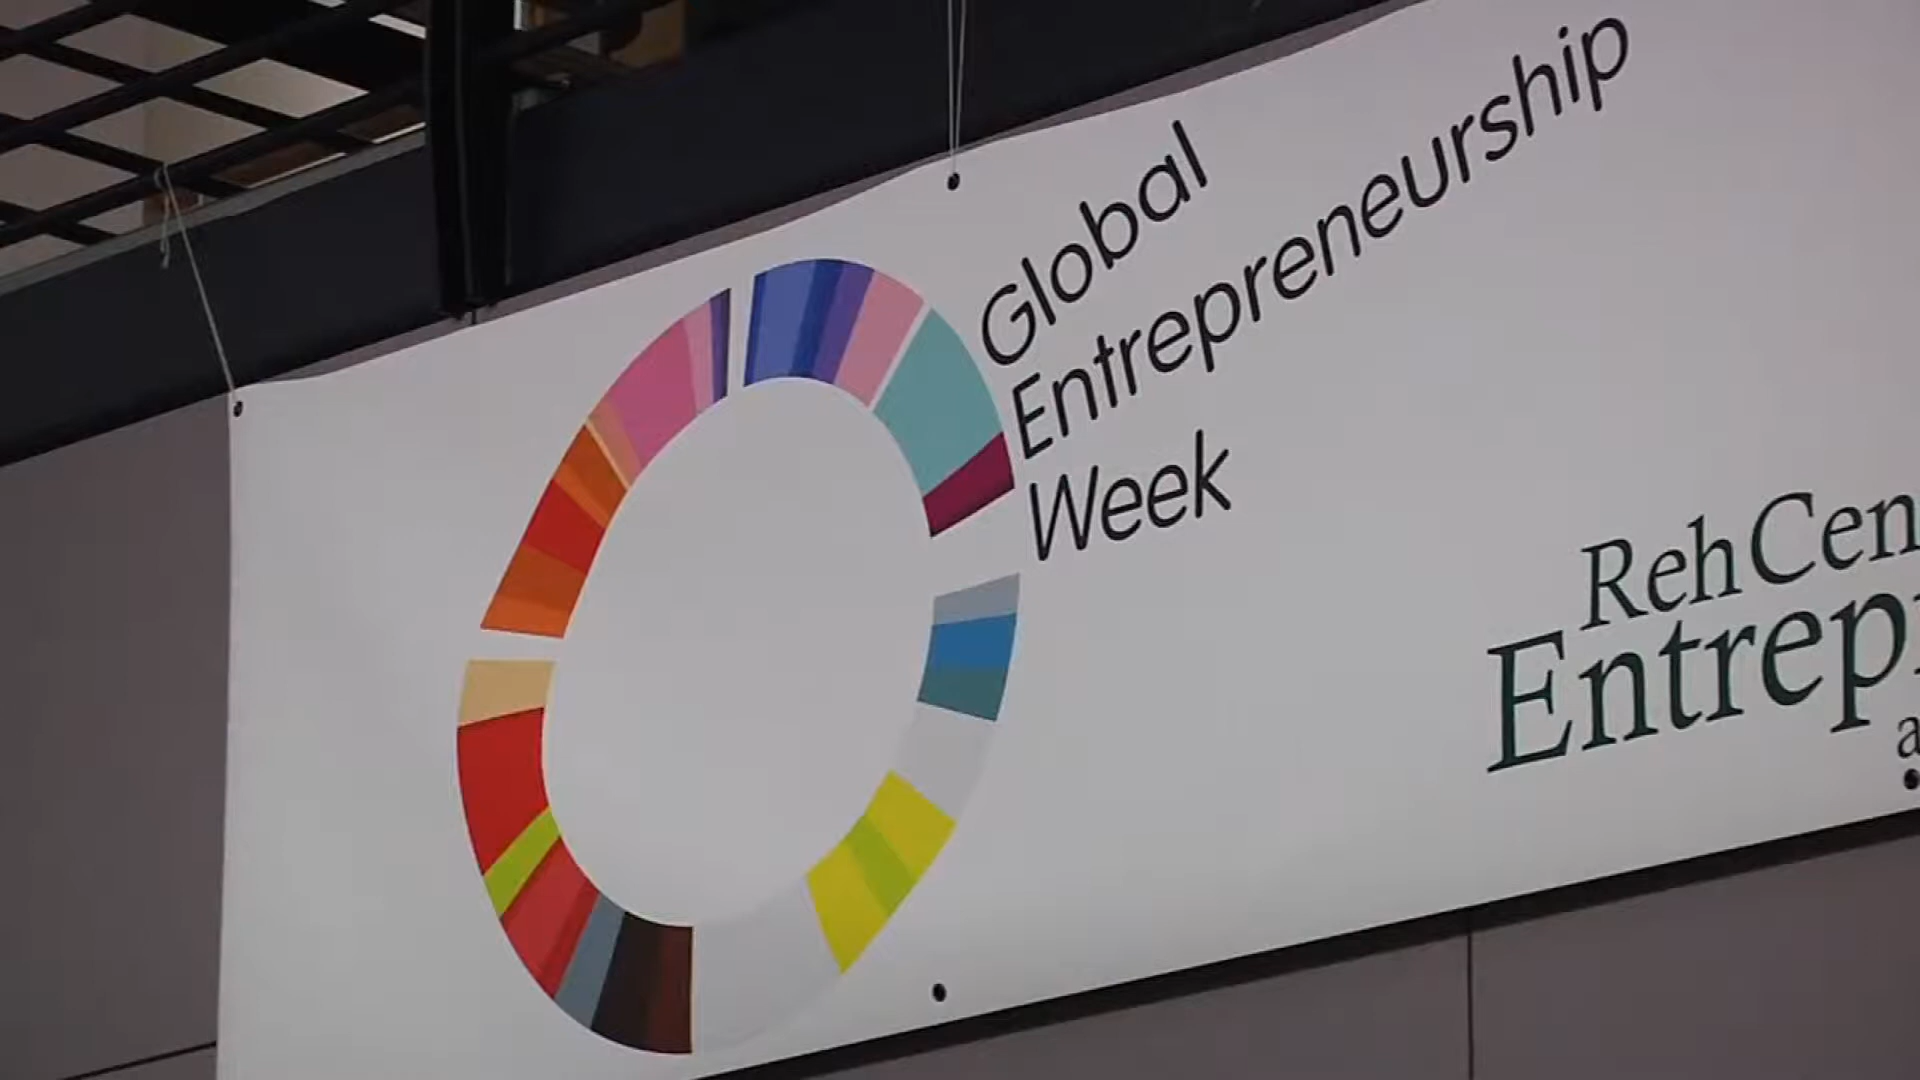 Global
Entrepreneurship
Week
Reh Cen
Entrep
a